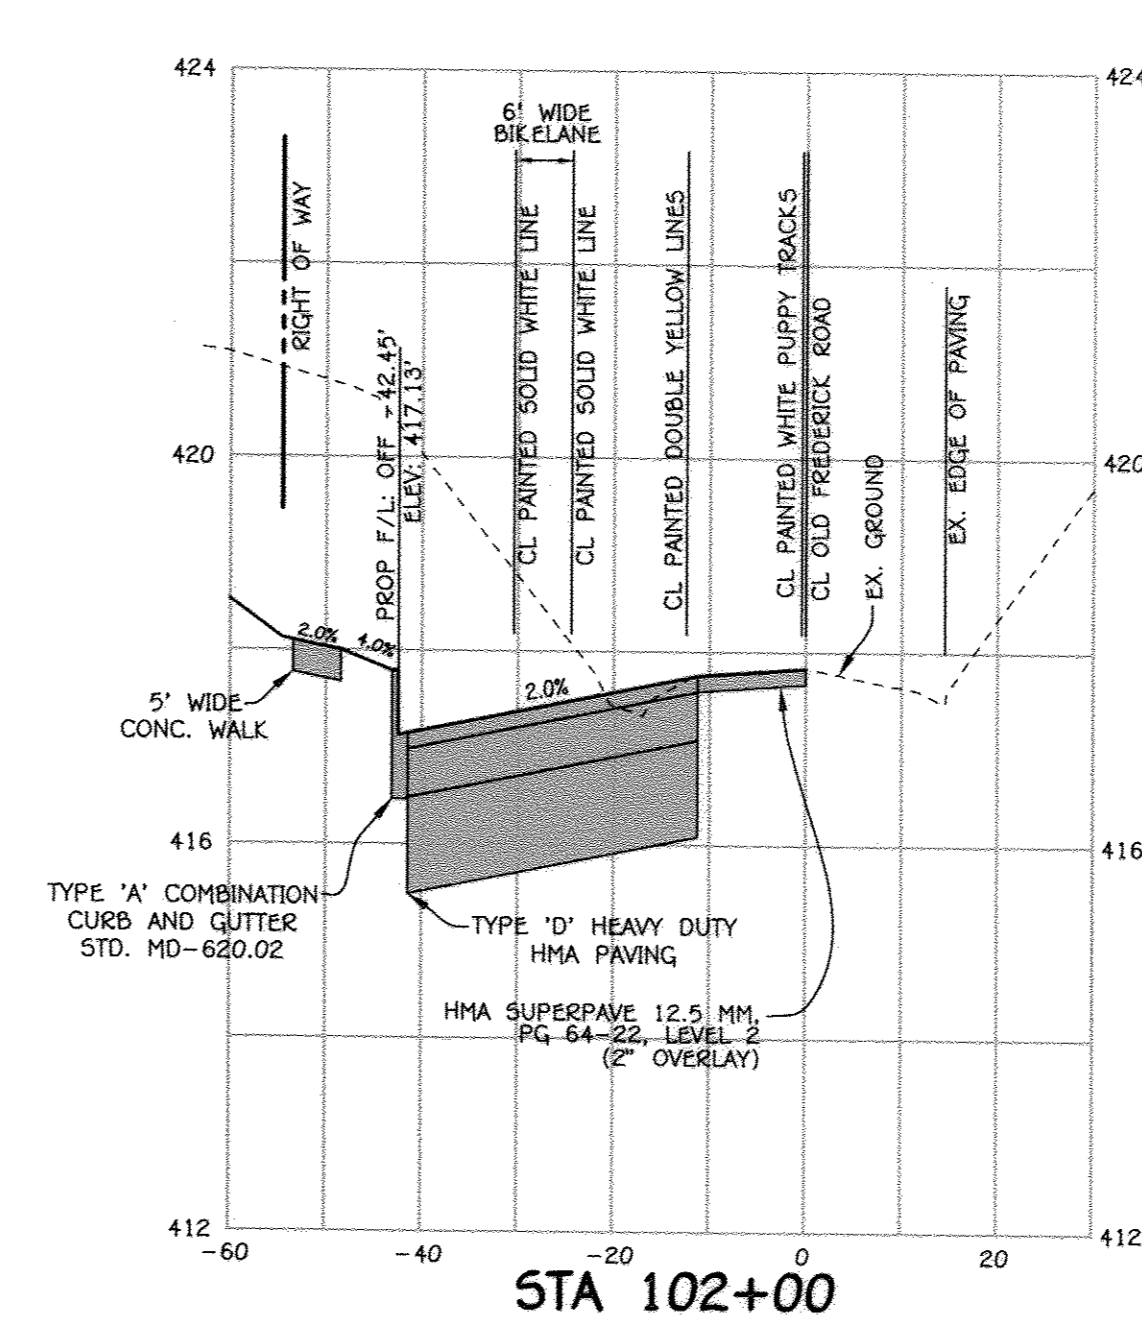 424
424
6' WIDE
BIKELANE
RIGHT OF WAY
PROP F/L: OFF -42.45'
ELEV: 417.13'
CL PAINTED SOLID WHITE LINE
CL PAINTED SOLID WHITE LINE
CL PAINTED DOUBLE YELLOW LINES
CL PAINTED WHITE PUPPY TRACKS
CL OLD FREDERICK ROAD
EX. GROUND
EX. EDGE OF PAVING
420
420
2.0%
4.0%
2.0%
5' WIDE
CONC. WALK
416
416
TYPE 'A' COMBINATION
CURB AND GUTTER
STD. MD-620.02
TYPE 'D' HEAVY DUTY
HMA PAVING
HMA SUPERPAVE 12.5 MM,
PG 64-22, LEVEL 2
(2" OVERLAY)
412
412
-60
-40
-20
0
20
STA 102+00